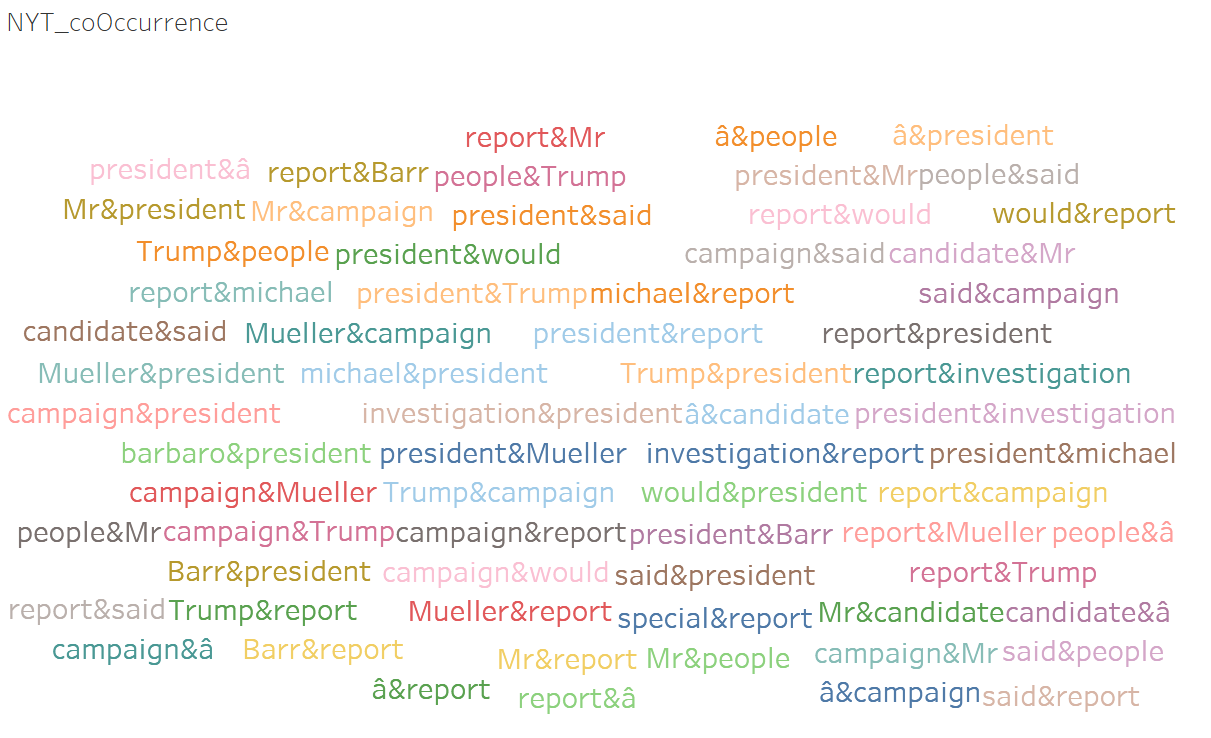 NYT_coOccurrence
report&Mr â&people â&president
president&â report&Barr people&Trump president&Mr people&said
Mr&president Mr&campaign president&said report&would would&report
Trump&people president&would campaign&said candidate&Mr
report&michael president&Trump michael&report said&campaign
candidate&said Mueller&campaign president&report report&president
Mueller&president michael&president Trump&president report&investigation
campaign&president investigation&president â&candidate president&investigation
barbaro&president president&Mueller investigation&report president&michael
campaign&Mueller Trump&campaign would&president report&campaign
people&Mr campaign&Trump campaign&report president&Barr report&Mueller people&â
Barr&president campaign&would said&president report&Trump
report&said Trump&report Mueller&report special&report Mr&candidate candidate&â
campaign&â Barr&report Mr&report Mr&people campaign&Mr said&people
â&report report&â â&campaign said&report